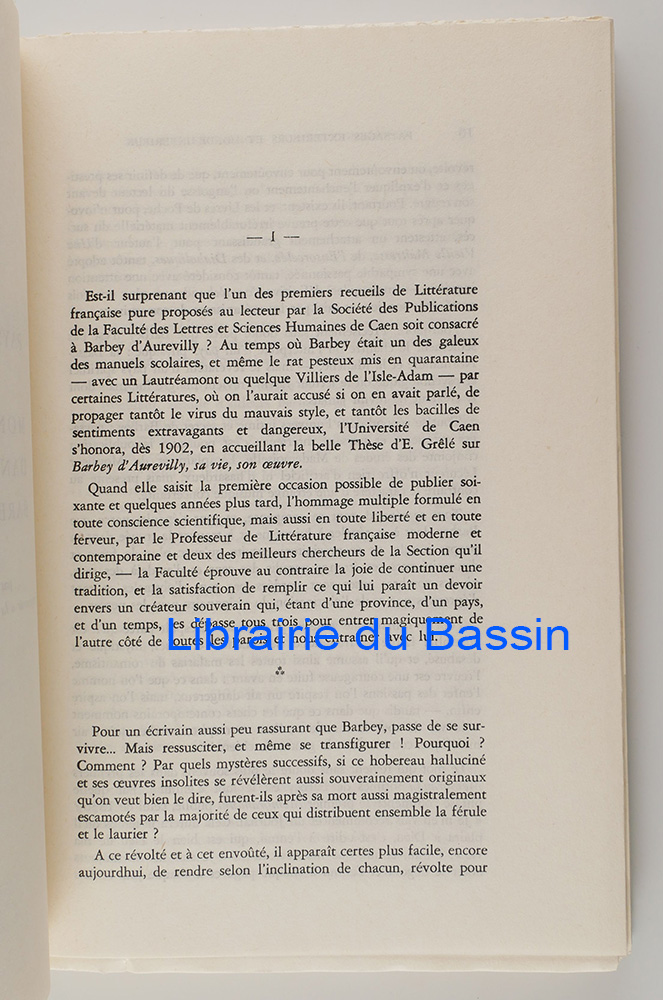 — I —
Est-il surprenant que l'un des premiers recueils de Littérature
française pure proposés au lecteur par la Société des Publications
de la Faculté des Lettres et Sciences Humaines de Caen soit consacré
à Barbey d'Aurevilly ? Au temps où Barbey était un des galeux
des manuels scolaires, et même le rat pesteux mis en quarantaine
— avec un Lautréamont ou quelque Villiers de l'Isle-Adam — par
certaines Littératures, où on l'aurait accusé si on en avait parlé, de
propager tantôt le virus du mauvais style, et tantôt les bacilles de
sentiments extravagants et dangereux, l'Université de Caen
s'honora, dès 1902, en accueillant la belle Thèse d'E. Grêlé sur
Barbey d'Aurevilly, sa vie, son œuvre.
Quand elle saisit la première occasion possible de publier soi-
xante et quelques années plus tard, l'hommage multiple formulé en
toute conscience scientifique, mais aussi en toute liberté et en toute
ferveur, par le Professeur de Littérature française moderne et
contemporaine et deux des meilleurs chercheurs de la Section qu'il
dirige, — la Faculté éprouve au contraire la joie de continuer une
tradition, et la satisfaction de remplir ce qui lui paraît un devoir
envers un créateur souverain qui, étant d'une province, d'un pays,
et d'un temps, les dépasse tous trois pour entrer magiquement de
l'autre côté de toutes les parois et nous entraîner avec lui.
Librairie du Bassin
Pour un écrivain aussi peu rassurant que Barbey, passe de se sur-
vivre... Mais ressusciter, et même se transfigurer ! Pourquoi ?
Comment ? Par quels mystères successifs, si ce hobereau halluciné
et ses œuvres insolites se révélèrent aussi souverainement originaux
qu'on veut bien le dire, furent-ils après sa mort aussi magistralement
escamotés par la majorité de ceux qui distribuent ensemble la férule
et le laurier ?
A ce révolté et à cet envoûté, il apparaît certes plus facile, encore
aujourd'hui, de rendre selon l'inclination de chacun, révolte pour